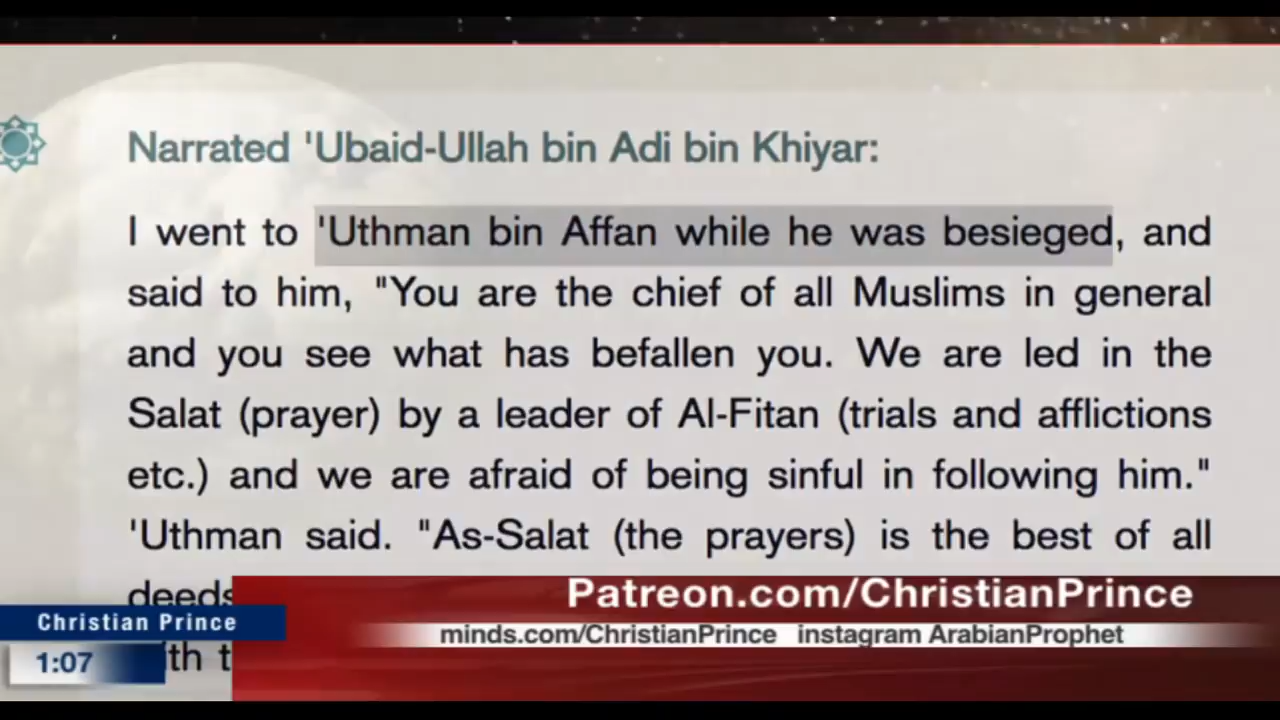 Narrated 'Ubaid-Ullah bin Adi bin Khiyar:
I went to 'Uthman bin Affan while he was besieged, and
said to him, "You are the chief of all Muslims in general
and you see what has befallen you. We are led in the
Salat (prayer) by a leader of Al-Fitan (trials and afflictions
etc.) and we are afraid of being sinful in following him."
'Uthman said. "As-Salat (the prayers) is the best of all
deeds
Patreon.com/ChristianPrince
Christian Prince
minds.com/ChristianPrince instagram ArabianProphet
1:07